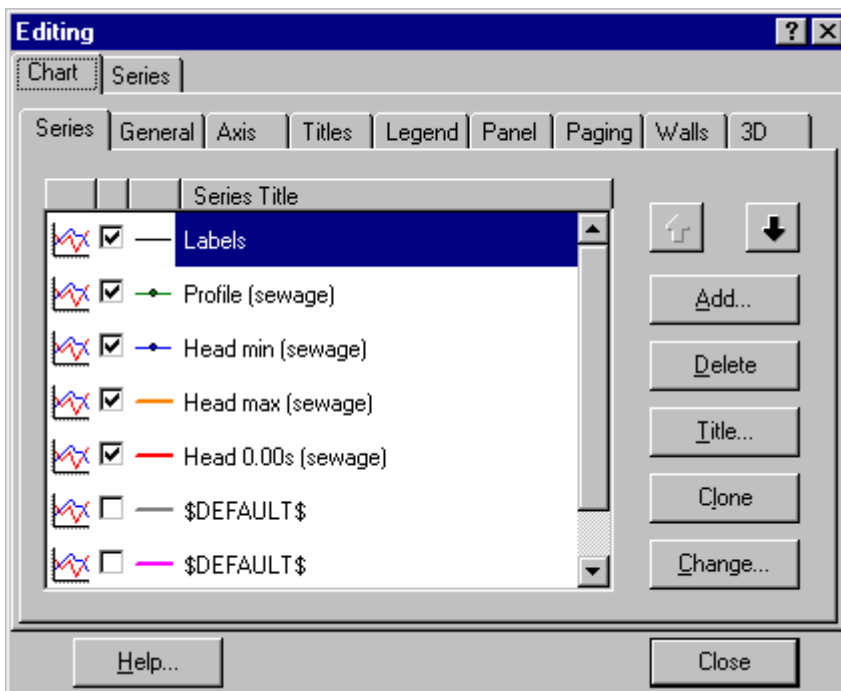 Editing
Chart Series
Series General Axis Titles Legend Panel Paging Walls 3D
Series Title
Labels
Profile (sewage)
Head min (sewage)
Head max (sewage)
Head 0.00s (sewage)
$DEFAULT$
$DEFAULT$
Add...
Delete
Title...
Clone
Change...
Help... Close